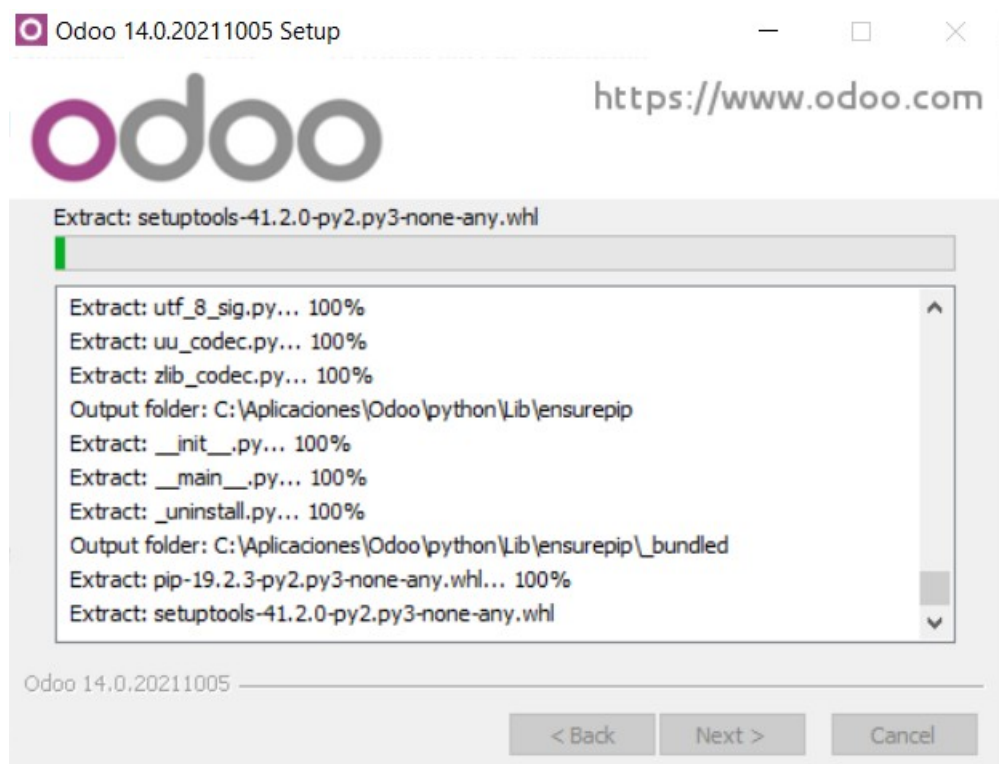 Odoo 14.0.20211005 Setup
odoo
https://www.odoo.com
Extract: setuptools-41.2.0-py2.py3-none-any.whl
Extract: utf_8_sig.py... 100%
Extract: uu_codec.py... 100%
Extract: zlib_codec.py... 100%
Output folder: C:\Aplicaciones\Odoo\python\Lib\ensurepip
Extract: __init__.py... 100%
Extract: __main__.py... 100%
Extract: _uninstall.py... 100%
Output folder: C:\Aplicaciones\Odoo\python\Lib\ensurepip\_bundled
Extract: pip-19.2.3-py2.py3-none-any.whl... 100%
Extract: setuptools-41.2.0-py2.py3-none-any.whl
Odoo 14.0.20211005
< Back Next > Cancel